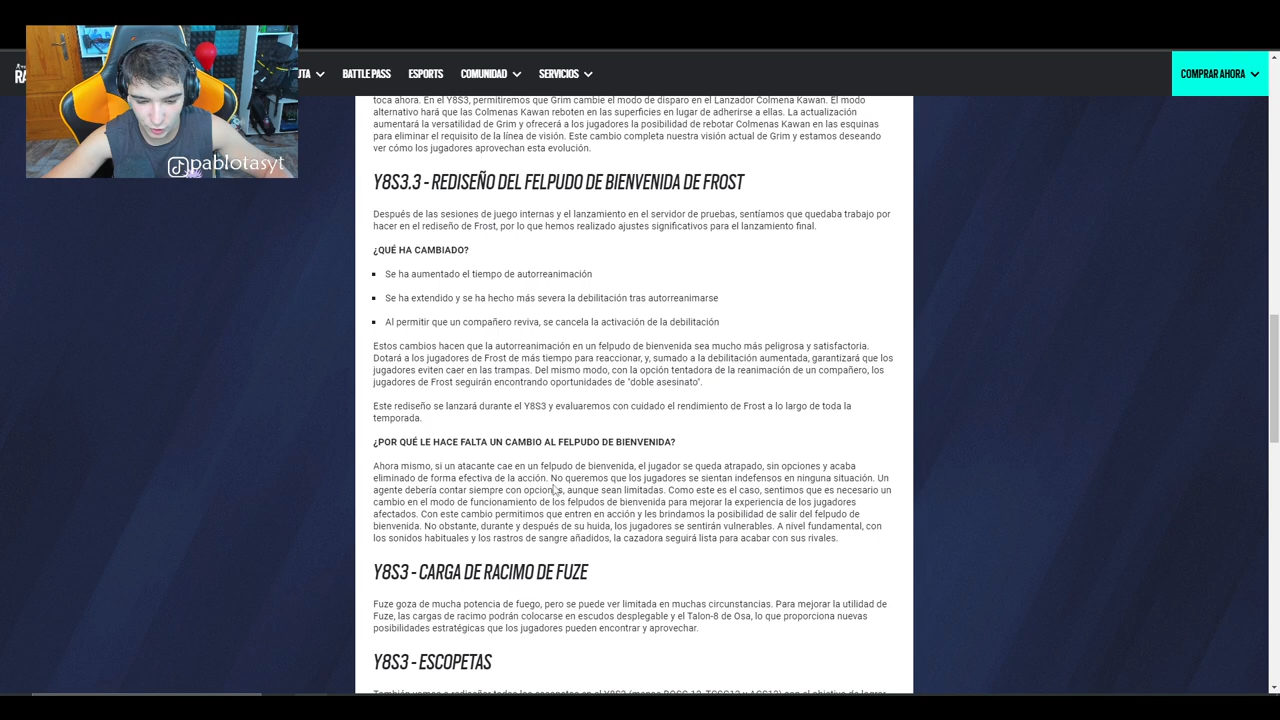 RA
UTA
BATTLE PASS
ESPORTS
COMUNIDAD
SERVICIOS
COMPRAR AHORA
pablotasyt
toca ahora. En el Y8S3, permitiremos que Grim cambie el modo de disparo en el Lanzador Colmena Kawan. El modo
alternativo hará que las Colmenas Kawan reboten en las superficies en lugar de adherirse a ellas. La actualización
aumentará la versatilidad de Grim y ofrecerá a los jugadores la posibilidad de rebotar Colmenas Kawan en las esquinas
para eliminar el requisito de la línea de visión. Este cambio completa nuestra visión actual de Grim y estamos deseando
ver cómo los jugadores aprovechan esta evolución.
Y8S3.3 - REDISEÑO DEL FELPUDO DE BIENVENIDA DE FROST
Después de las sesiones de juego internas y el lanzamiento en el servidor de pruebas, sentíamos que quedaba trabajo por
hacer en el rediseño de Frost, por lo que hemos realizado ajustes significativos para el lanzamiento final.
¿QUÉ HA CAMBIADO?
Se ha aumentado el tiempo de autorreanimación
Se ha extendido y se ha hecho más severa la debilitación tras autorreanimarse
Al permitir que un compañero reviva, se cancela la activación de la debilitación
Estos cambios hacen que la autorreanimación en un felpudo de bienvenida sea mucho más peligrosa y satisfactoria.
Dotará a los jugadores de Frost de más tiempo para reaccionar, y, sumado a la debilitación aumentada, garantizará que los
jugadores eviten caer en las trampas. Del mismo modo, con la opción tentadora de la reanimación de un compañero, los
jugadores de Frost seguirán encontrando oportunidades de "doble asesinato".
Este rediseño se lanzará durante el Y8S3 y evaluaremos con cuidado el rendimiento de Frost a lo largo de toda la
temporada.
¿POR QUÉ LE HACE FALTA UN CAMBIO AL FELPUDO DE BIENVENIDA?
Ahora mismo, si un atacante cae en un felpudo de bienvenida, el jugador se queda atrapado, sin opciones y acaba
eliminado de forma efectiva de la acción. No queremos que los jugadores se sientan indefensos en ninguna situación. Un
agente debería contar siempre con opciones, aunque sean limitadas. Como este es el caso, sentimos que es necesario un
cambio en el modo de funcionamiento de los felpudos de bienvenida para mejorar la experiencia de los jugadores
afectados. Con este cambio permitimos que entren en acción y les brindamos la posibilidad de salir del felpudo de
bienvenida. No obstante, durante y después de su huida, los jugadores se sentirán vulnerables. A nivel fundamental, con
los sonidos habituales y los rastros de sangre añadidos, la cazadora seguirá lista para acabar con sus rivales.
Y8S3 - CARGA DE RACIMO DE FUZE
Fuze goza de mucha potencia de fuego, pero se puede ver limitada en muchas circunstancias. Para mejorar la utilidad de
Fuze, las cargas de racimo podrán colocarse en escudos desplegable y el Talon-8 de Osa, lo que proporciona nuevas
posibilidades estratégicas que los jugadores pueden encontrar y aprovechar.
Y8S3 - ESCOPETAS